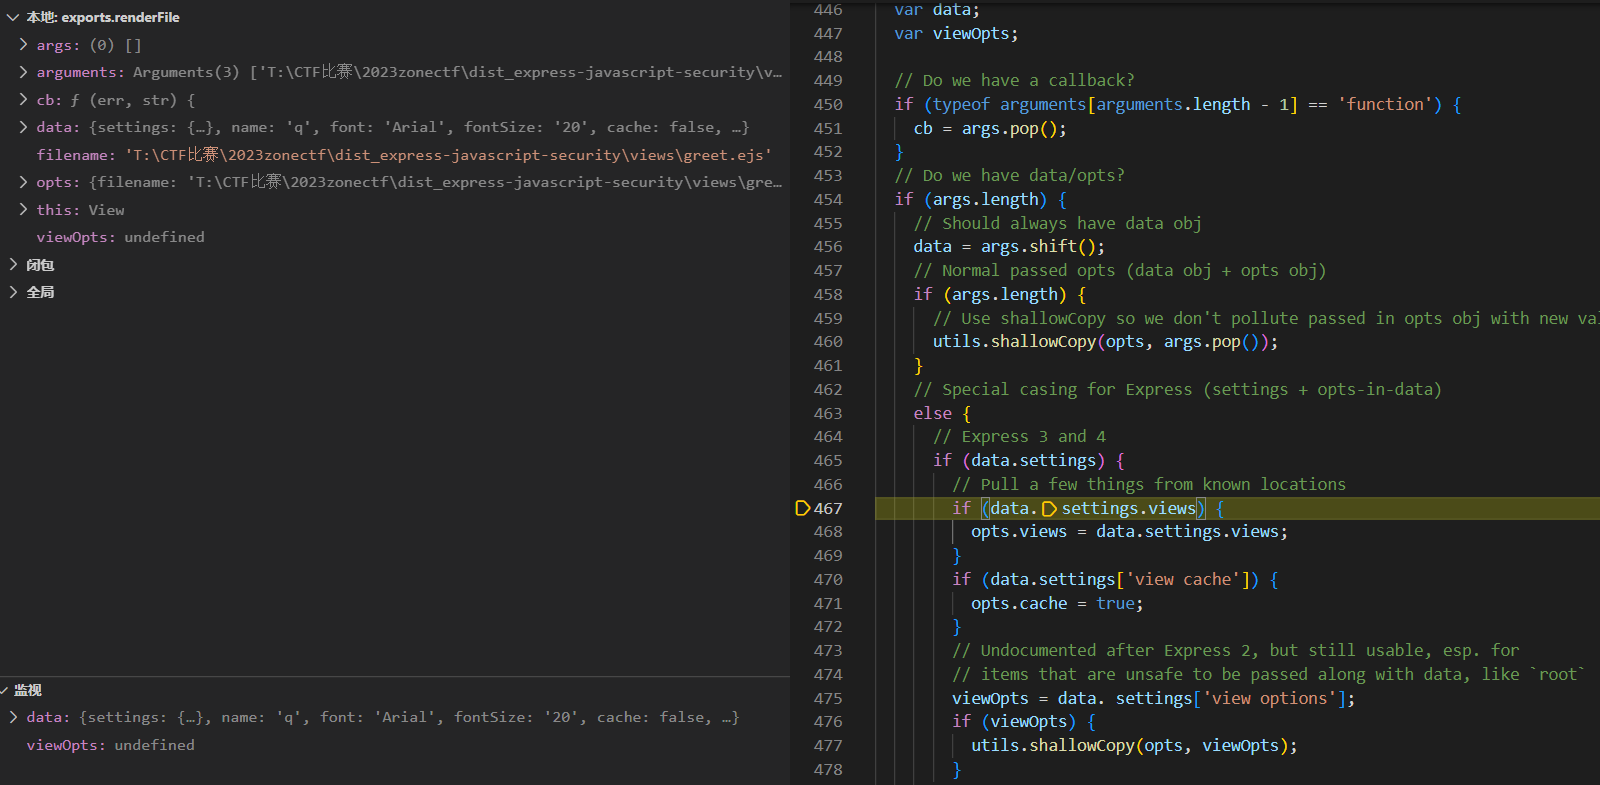 本地: exports.renderFile
args: (0) []
arguments: Arguments(3) ['T:\CTF比赛\2023zonectf\dist_express-javascript-security\v…
cb: ƒ (err, str) {
data: {settings: {…}, name: 'q', font: 'Arial', fontSize: '20', cache: false, …}
filename: 'T:\CTF比赛\2023zonectf\dist_express-javascript-security\views\greet.ejs'
opts: {filename: 'T:\CTF比赛\2023zonectf\dist_express-javascript-security\views\gre…
this: View
viewOpts: undefined
闭包
全局
监视
data: {settings: {…}, name: 'q', font: 'Arial', fontSize: '20', cache: false, …}
viewOpts: undefined
446 var data;
447 var viewOpts;
448
449 // Do we have a callback?
450 if (typeof arguments[arguments.length - 1] == 'function') {
451 cb = args.pop();
452 }
453 // Do we have data/opts?
454 if (args.length) {
455 // Should always have data obj
456 data = args.shift();
457 // Normal passed opts (data obj + opts obj)
458 if (args.length) {
459 // Use shallowCopy so we don't pollute passed in opts obj with new val
460 utils.shallowCopy(opts, args.pop());
461 }
462 // Special casing for Express (settings + opts-in-data)
463 else {
464 // Express 3 and 4
465 if (data.settings) {
466 // Pull a few things from known locations
467 if (data. settings.views) {
468 opts.views = data.settings.views;
469 }
470 if (data.settings['view cache']) {
471 opts.cache = true;
472 }
473 // Undocumented after Express 2, but still usable, esp. for
474 // items that are unsafe to be passed along with data, like `root`
475 viewOpts = data. settings['view options'];
476 if (viewOpts) {
477 utils.shallowCopy(opts, viewOpts);
478 }